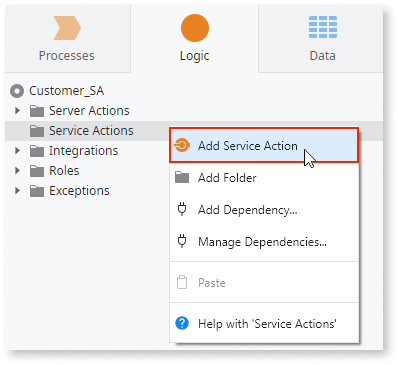 Processes
Logic
Data
Customer_SA
Server Actions
Service Actions
Integrations
Roles
Exceptions
Add Service Action
Add Folder
Add Dependency...
Manage Dependencies...
Paste
Help with 'Service Actions'